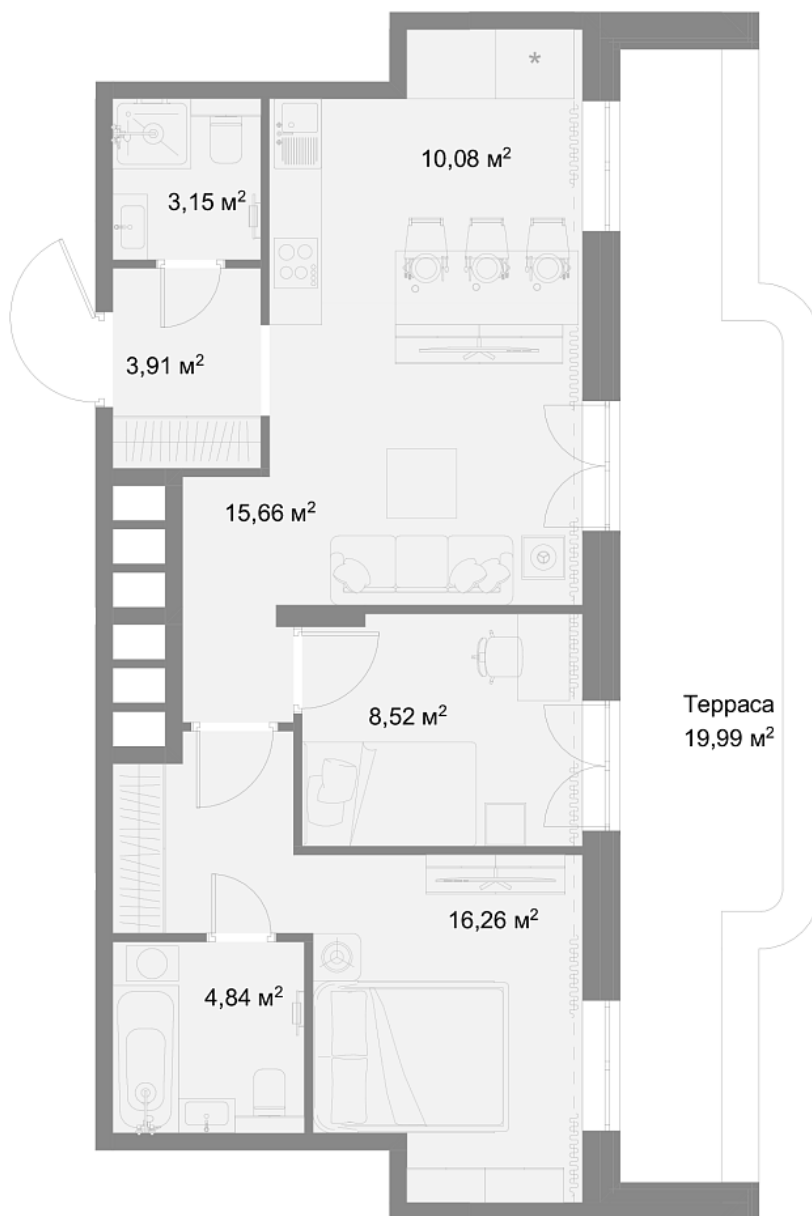 *
10,08 м²
3,15 м²
3,91 м²
15,66 м²
8,52 м²
Терраса
19,99 м²
16,26 м²
4,84 м²